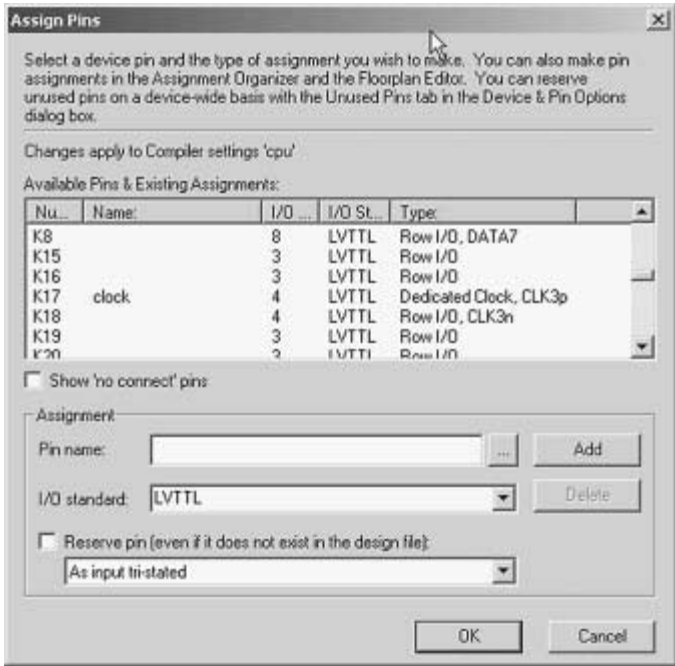 Assign Pins
Select a device pin and the type of assignment you wish to make. You can also make pin
assignments in the Assignment Organizer and the Floorplan Editor. You can reserve
unused pins on a device-wide basis with the Unused Pins tab in the Device & Pin Options
dialog box.
Changes apply to Compiler settings 'cpu'
Available Pins & Existing Assignments:
Nu... Name: I/O ... I/O St... Type:
K8 8 LVTTL Row I/O, DATA7
K15 3 LVTTL Row I/O
K16 3 LVTTL Row I/O
K17 clock 4 LVTTL Dedicated Clock, CLK3p
K18 4 LVTTL Row I/O, CLK3n
K19 3 LVTTL Row I/O
K20 3 LVTTL Row I/O
Show 'no connect' pins
Assignment
Pin name: ... Add
I/O standard: LVTTL Delete
Reserve pin (even if it does not exist in the design file):
As input tri-stated
OK Cancel